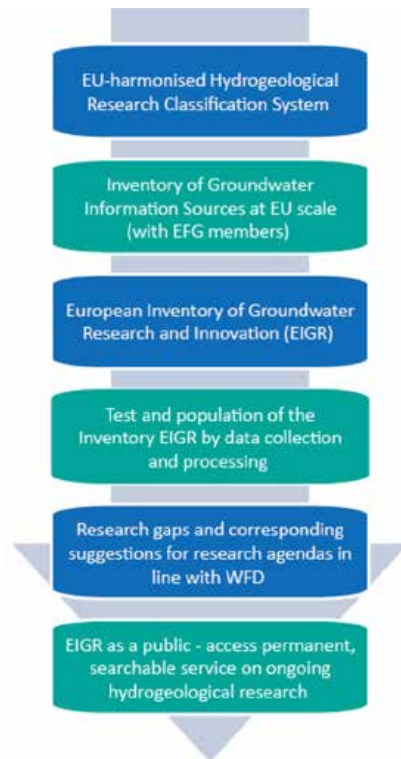 EU-harmonised Hydrogeological
Research Classification System
Inventory of Groundwater
Information Sources at EU scale
(with EFG members)
European Inventory of Groundwater
Research and Innovation (EIGR)
Test and population of the
Inventory EIGR by data collection
and processing
Research gaps and corresponding
suggestions for research agendas in
line with WFD
EIGR as a public - access permanent,
searchable service on ongoing
hydrogeological research